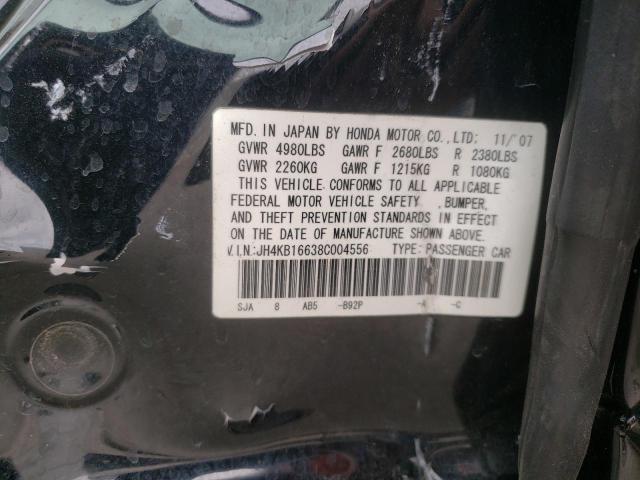 MFD. IN JAPAN BY HONDA MOTOR CO.,LTD: 11/'07
GVWR 4980LBS GAWR F 2680LBS R 2380LBS
GVWR 2260KG GAWR F 1215KG R 1080KG
THIS VEHICLE CONFORMS TO ALL APPLICABLE
FEDERAL MOTOR VEHICLE SAFETY ,BUMPER,
AND THEFT PREVENTION STANDARDS IN EFFECT
ON THE DATE OF MANUFACTURE SHOWN ABOVE.
V.I.N:JH4KB16638C004556 TYPE: PASSENGER CAR
SJA 8 AB5 -B92P -A -C